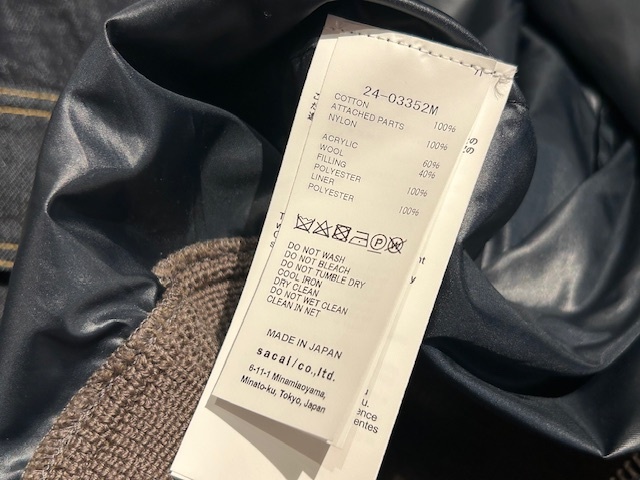 24-03352M
COTTON 100%
ATTACHED PARTS
NYLON 100%
ACRYLIC 60%
WOOL 40%
FILLING
POLYESTER 100%
LINER
POLYESTER 100%
DO NOT WASH
DO NOT BLEACH
DO NOT TUMBLE DRY
COOL IRON
DRY CLEAN
DO NOT WET CLEAN
CLEAN IN NET
MADE IN JAPAN
sacai/co.,ltd.
6-11-1 Minamiaoyama,
Minato-ku, Tokyo, Japan